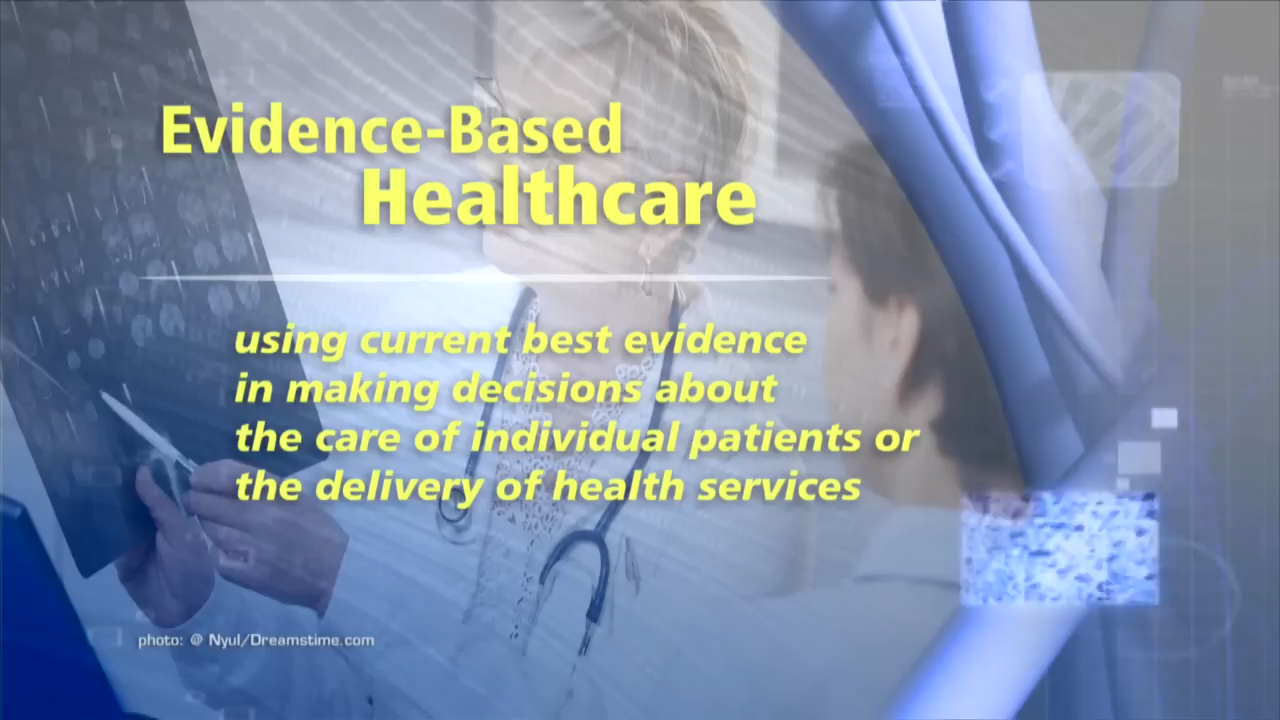 Evidence-Based
Healthcare
using current best evidence
in making decisions about
the care of individual patients or
the delivery of health services
photo: @ Nyul/Dreamstime.com